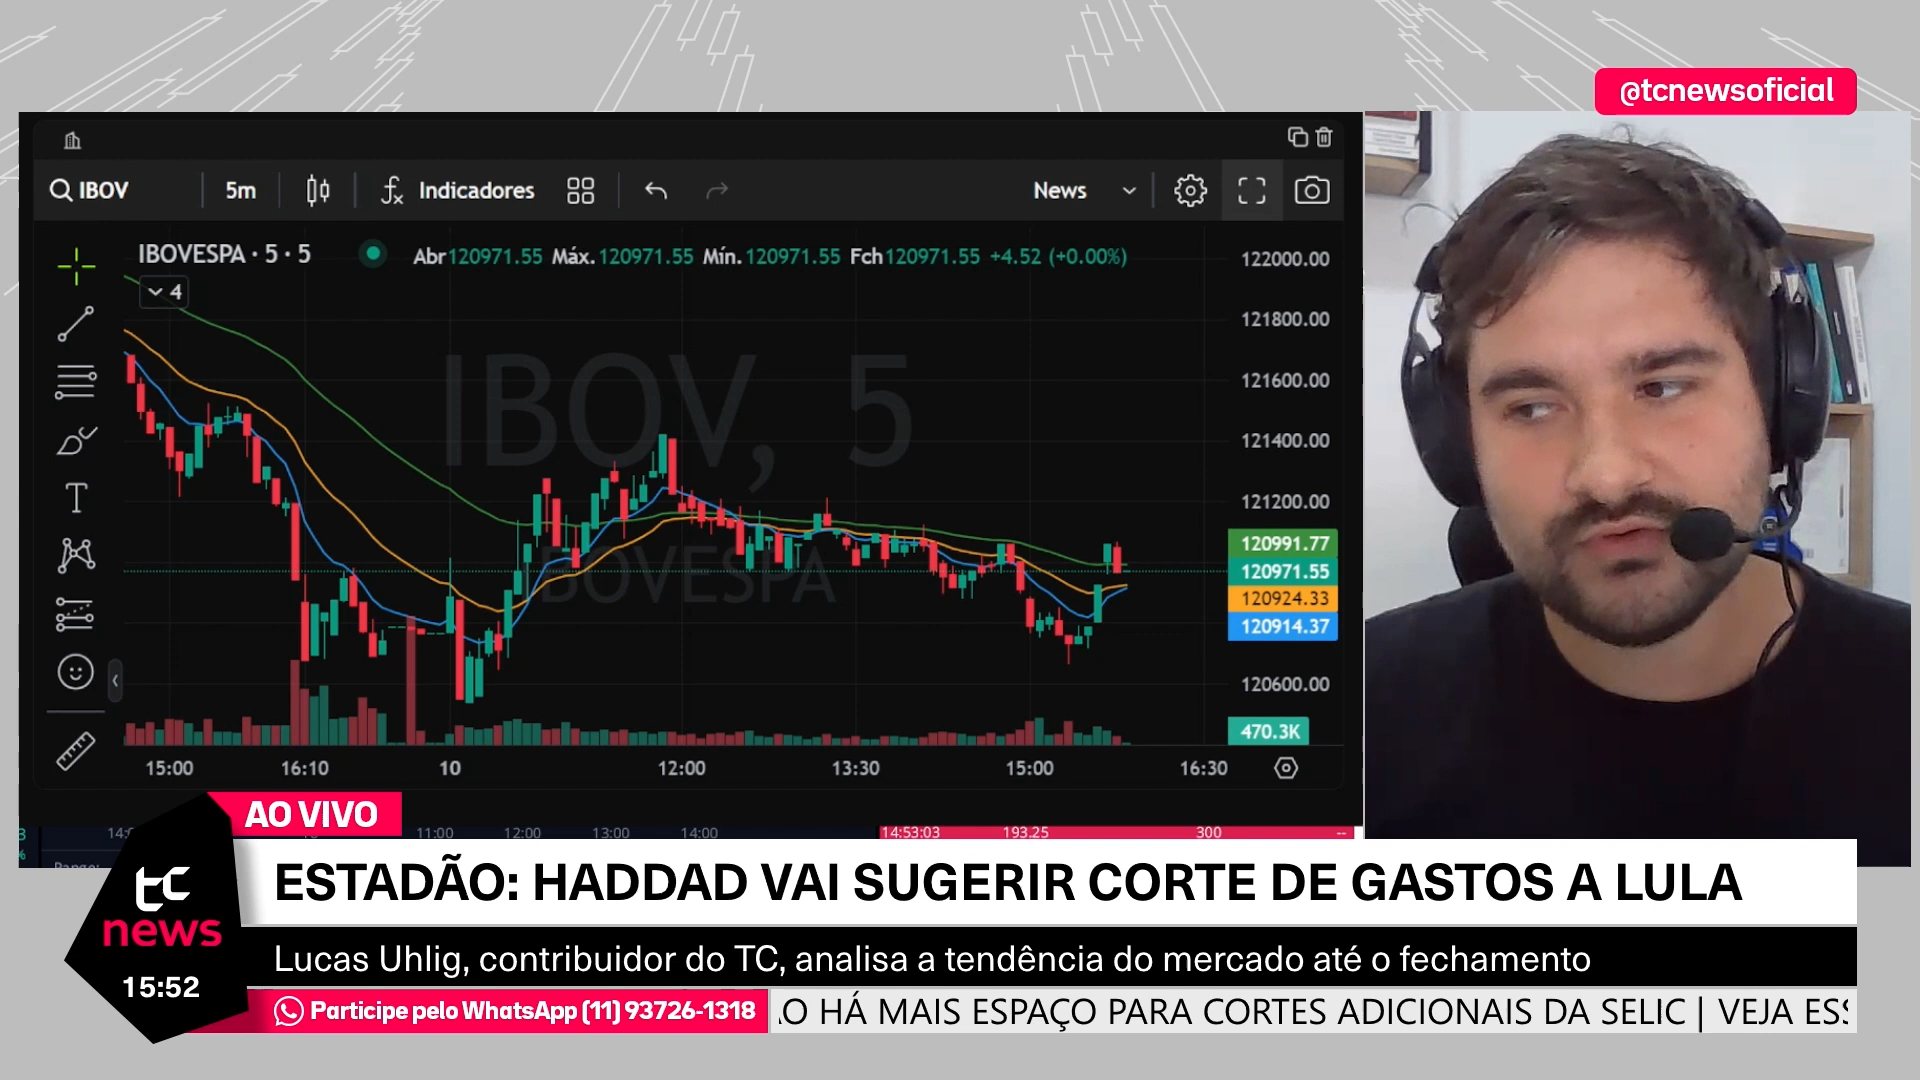 @tcnewsoficial
IBOV 5m Indicadores News
IBOVESPA · 5 · 5 Abr120971.55 Máx.120971.55 Mín.120971.55 Fch120971.55 +4.52 (+0.00%)
4
IBOV, 5
IBOVESPA
122000.00
121800.00
121600.00
121400.00
121200.00
120991.77
120971.55
120924.33
120914.37
120600.00
470.3K
15:00 16:10 10 12:00 13:30 15:00 16:30
11:00 12:00 13:00 14:00 14:53:03 193.25 300 --
Range:
AO VIVO
ESTADÃO: HADDAD VAI SUGERIR CORTE DE GASTOS A LULA
tc
news
15:52
Lucas Uhlig, contribuidor do TC, analisa a tendência do mercado até o fechamento
Participe pelo WhatsApp (11) 93726-1318
O HÁ MAIS ESPAÇO PARA CORTES ADICIONAIS DA SELIC | VEJA